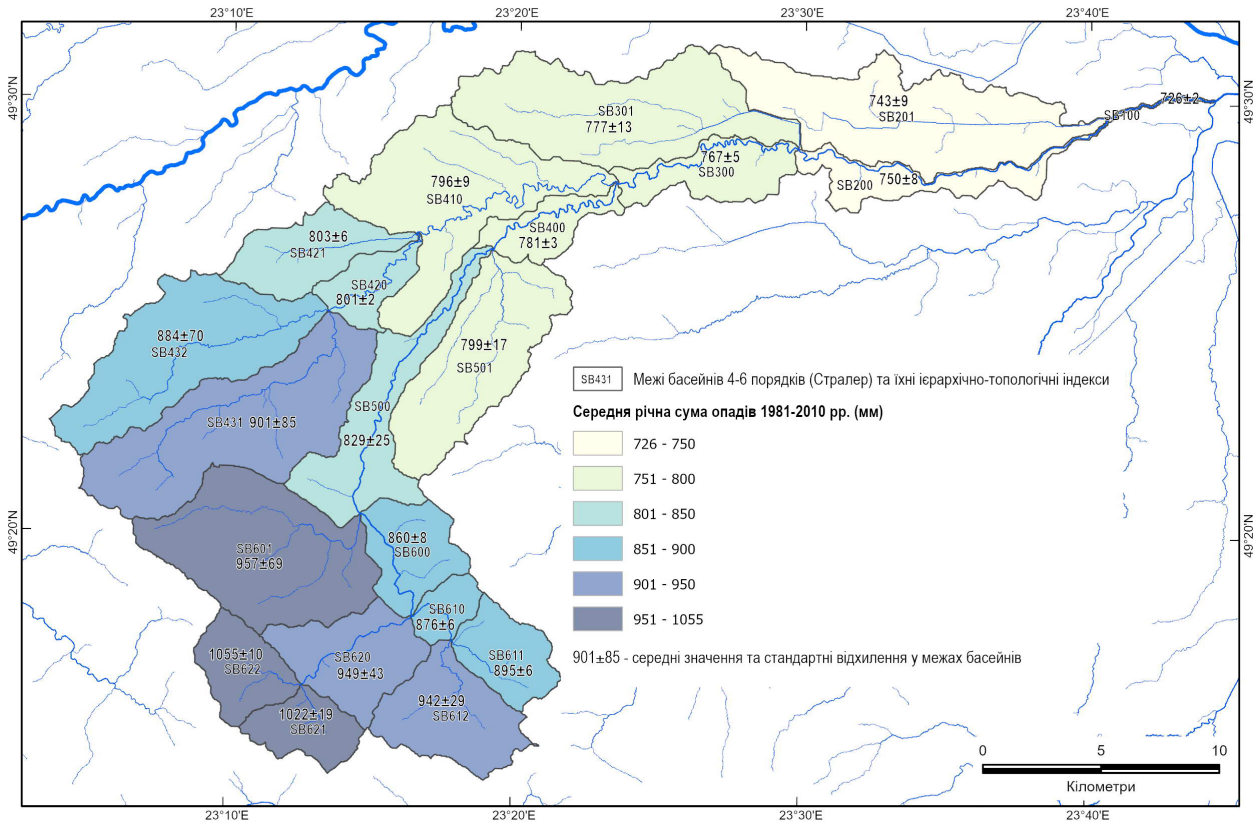 23°10'E 23°20'E 23°30'E 23°40'E
49°30'N
49°30'N
743±9
SB201
726±2
SB100
SB301
777±13
767±5
SB300
750±8
SB200
796±9
SB410
SB400
781±3
803±6
SB421
SB420
801±2
884±70
SB432
799±17
SB501
SB431 901±85
SB500
829±25
SB431 Межі басейнів 4-6 порядків (Стралер) та їхні ієрархічно-топологічні індекси
Середня річна сума опадів 1981-2010 рр. (мм)
726 - 750
751 - 800
801 - 850
851 - 900
901 - 950
951 - 1055
901±85 - середні значення та стандартні відхилення у межах басейнів
49°20'N
49°20'N
860±8
SB600
SB601
957±69
SB610
876±6
1055±10
SB622
SB620
949±43
SB611
895±6
942±29
SB612
1022±19
SB621
0 5 10
Кілометри
23°10'E 23°20'E 23°30'E 23°40'E